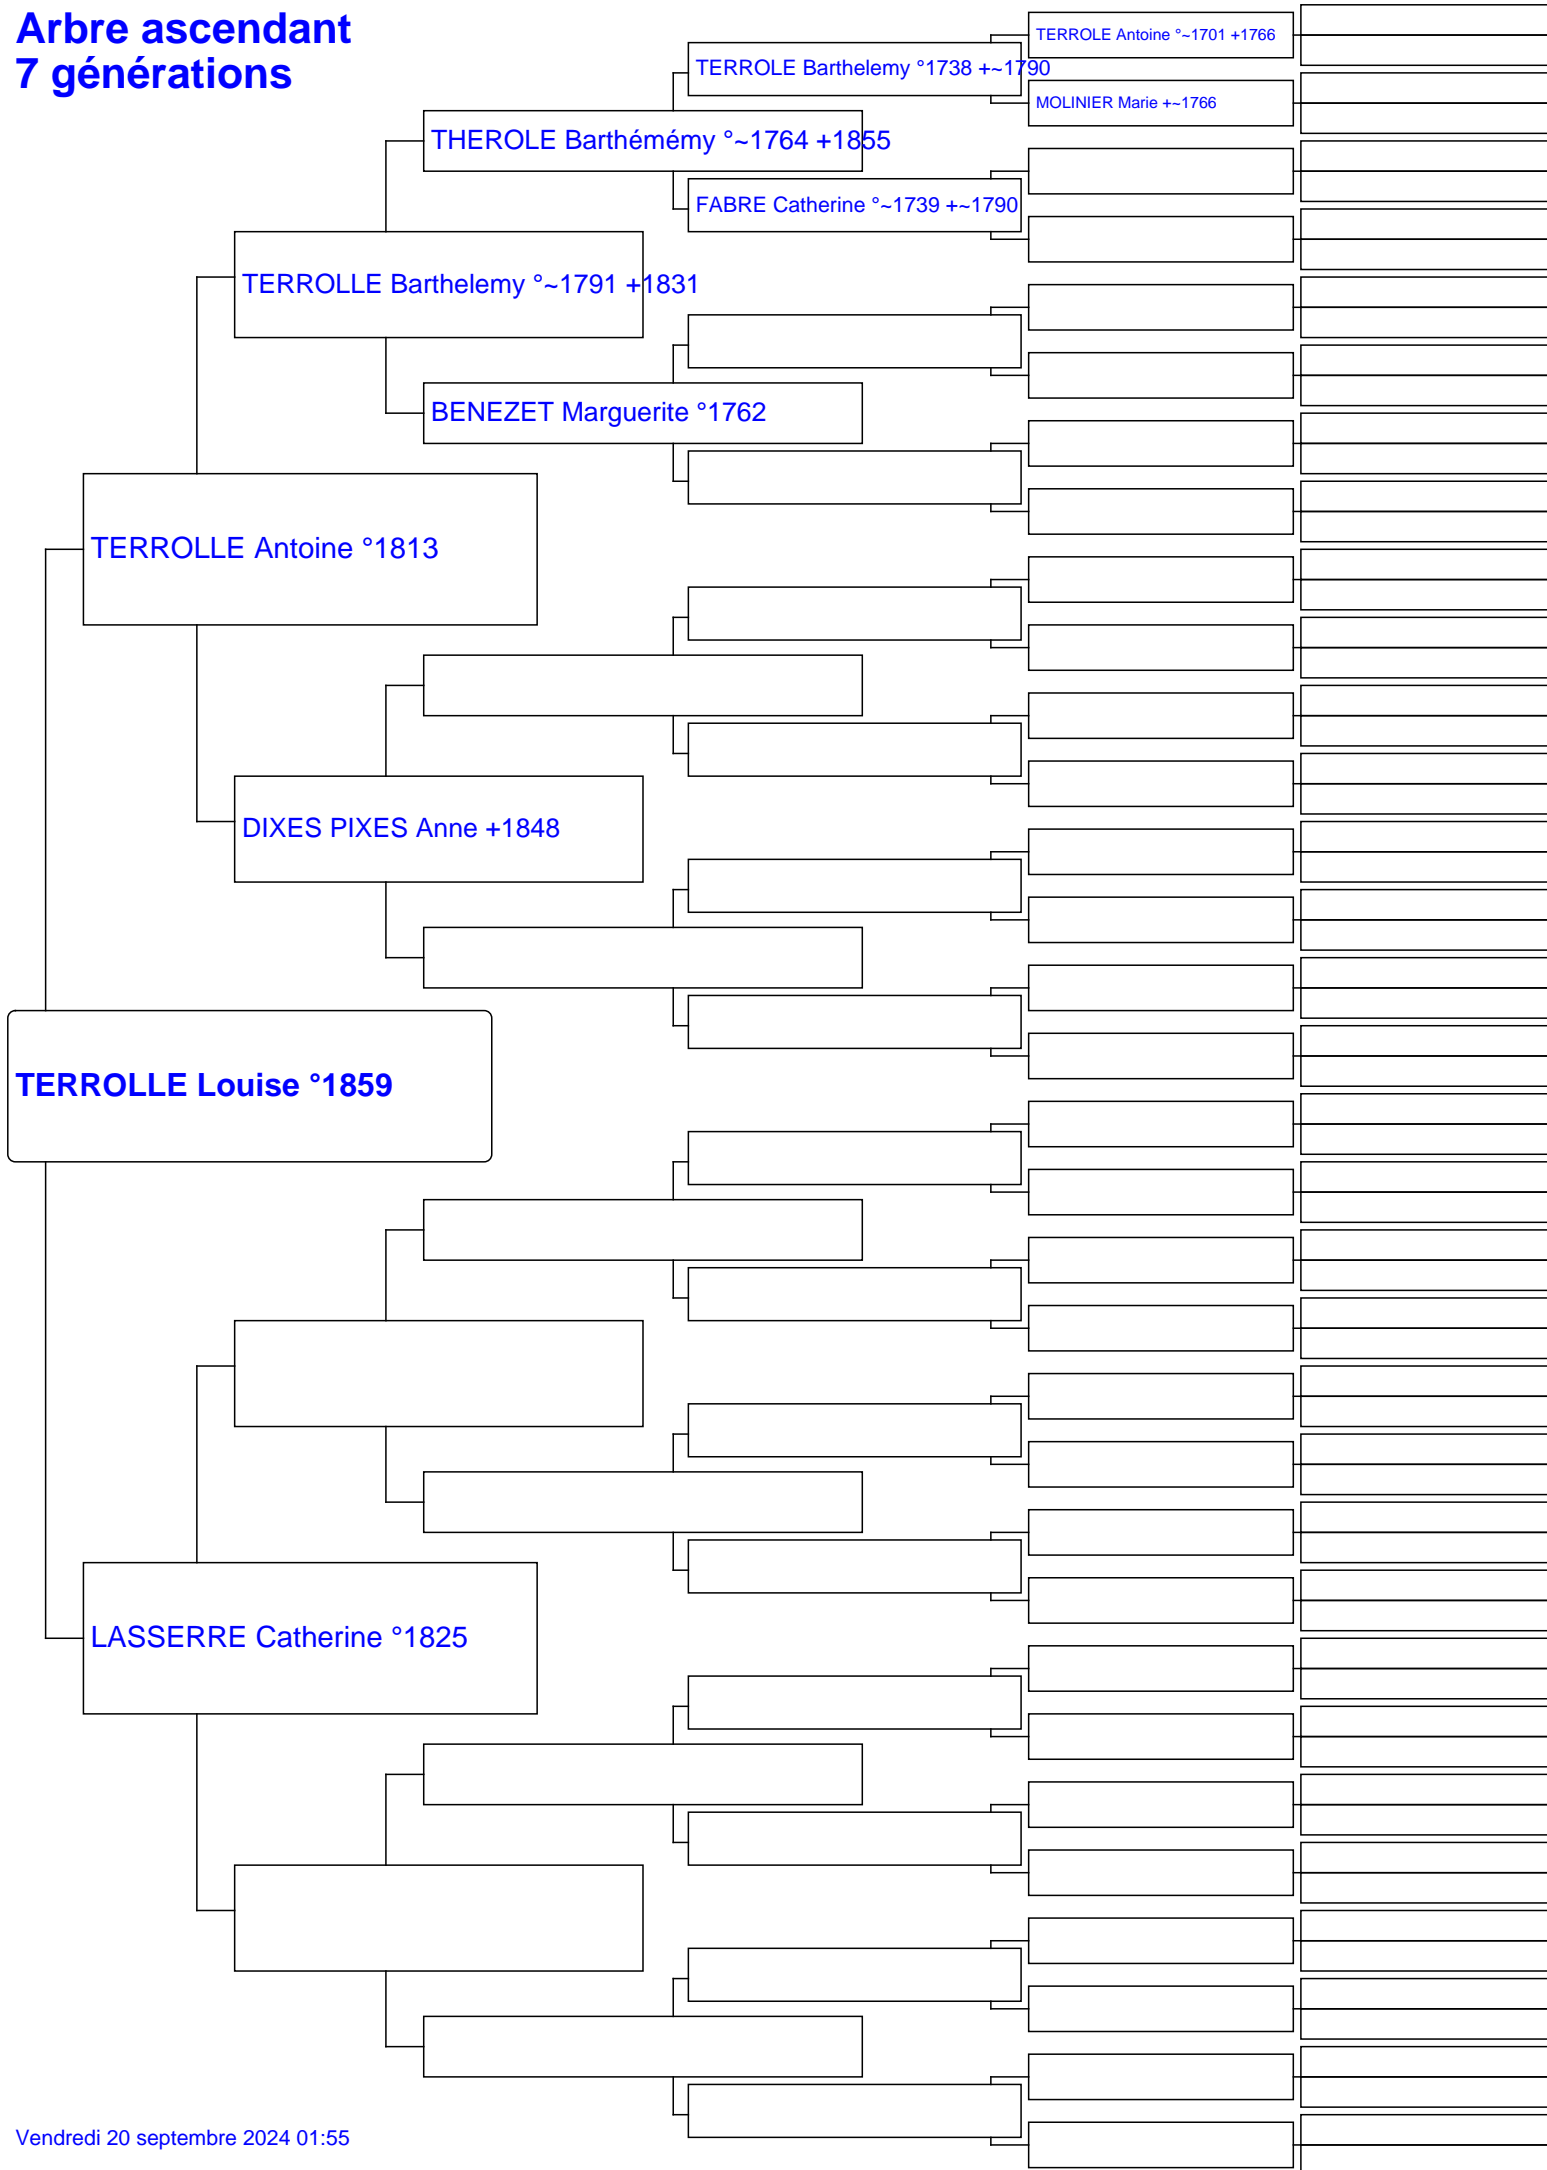 Arbre ascendant
7 générations
TERROLE Antoine °~1701 +1766
TERROLE Barthelemy °1738 +~1790
MOLINIER Marie +~1766
THEROLE Barthémémy °~1764 +1855
FABRE Catherine °~1739 +~1790
TERROLLE Barthelemy °~1791 +1831
BENEZET Marguerite °1762
TERROLLE Antoine °1813
DIXES PIXES Anne +1848
TERROLLE Louise °1859
LASSERRE Catherine °1825
Vendredi 20 septembre 2024 01:55